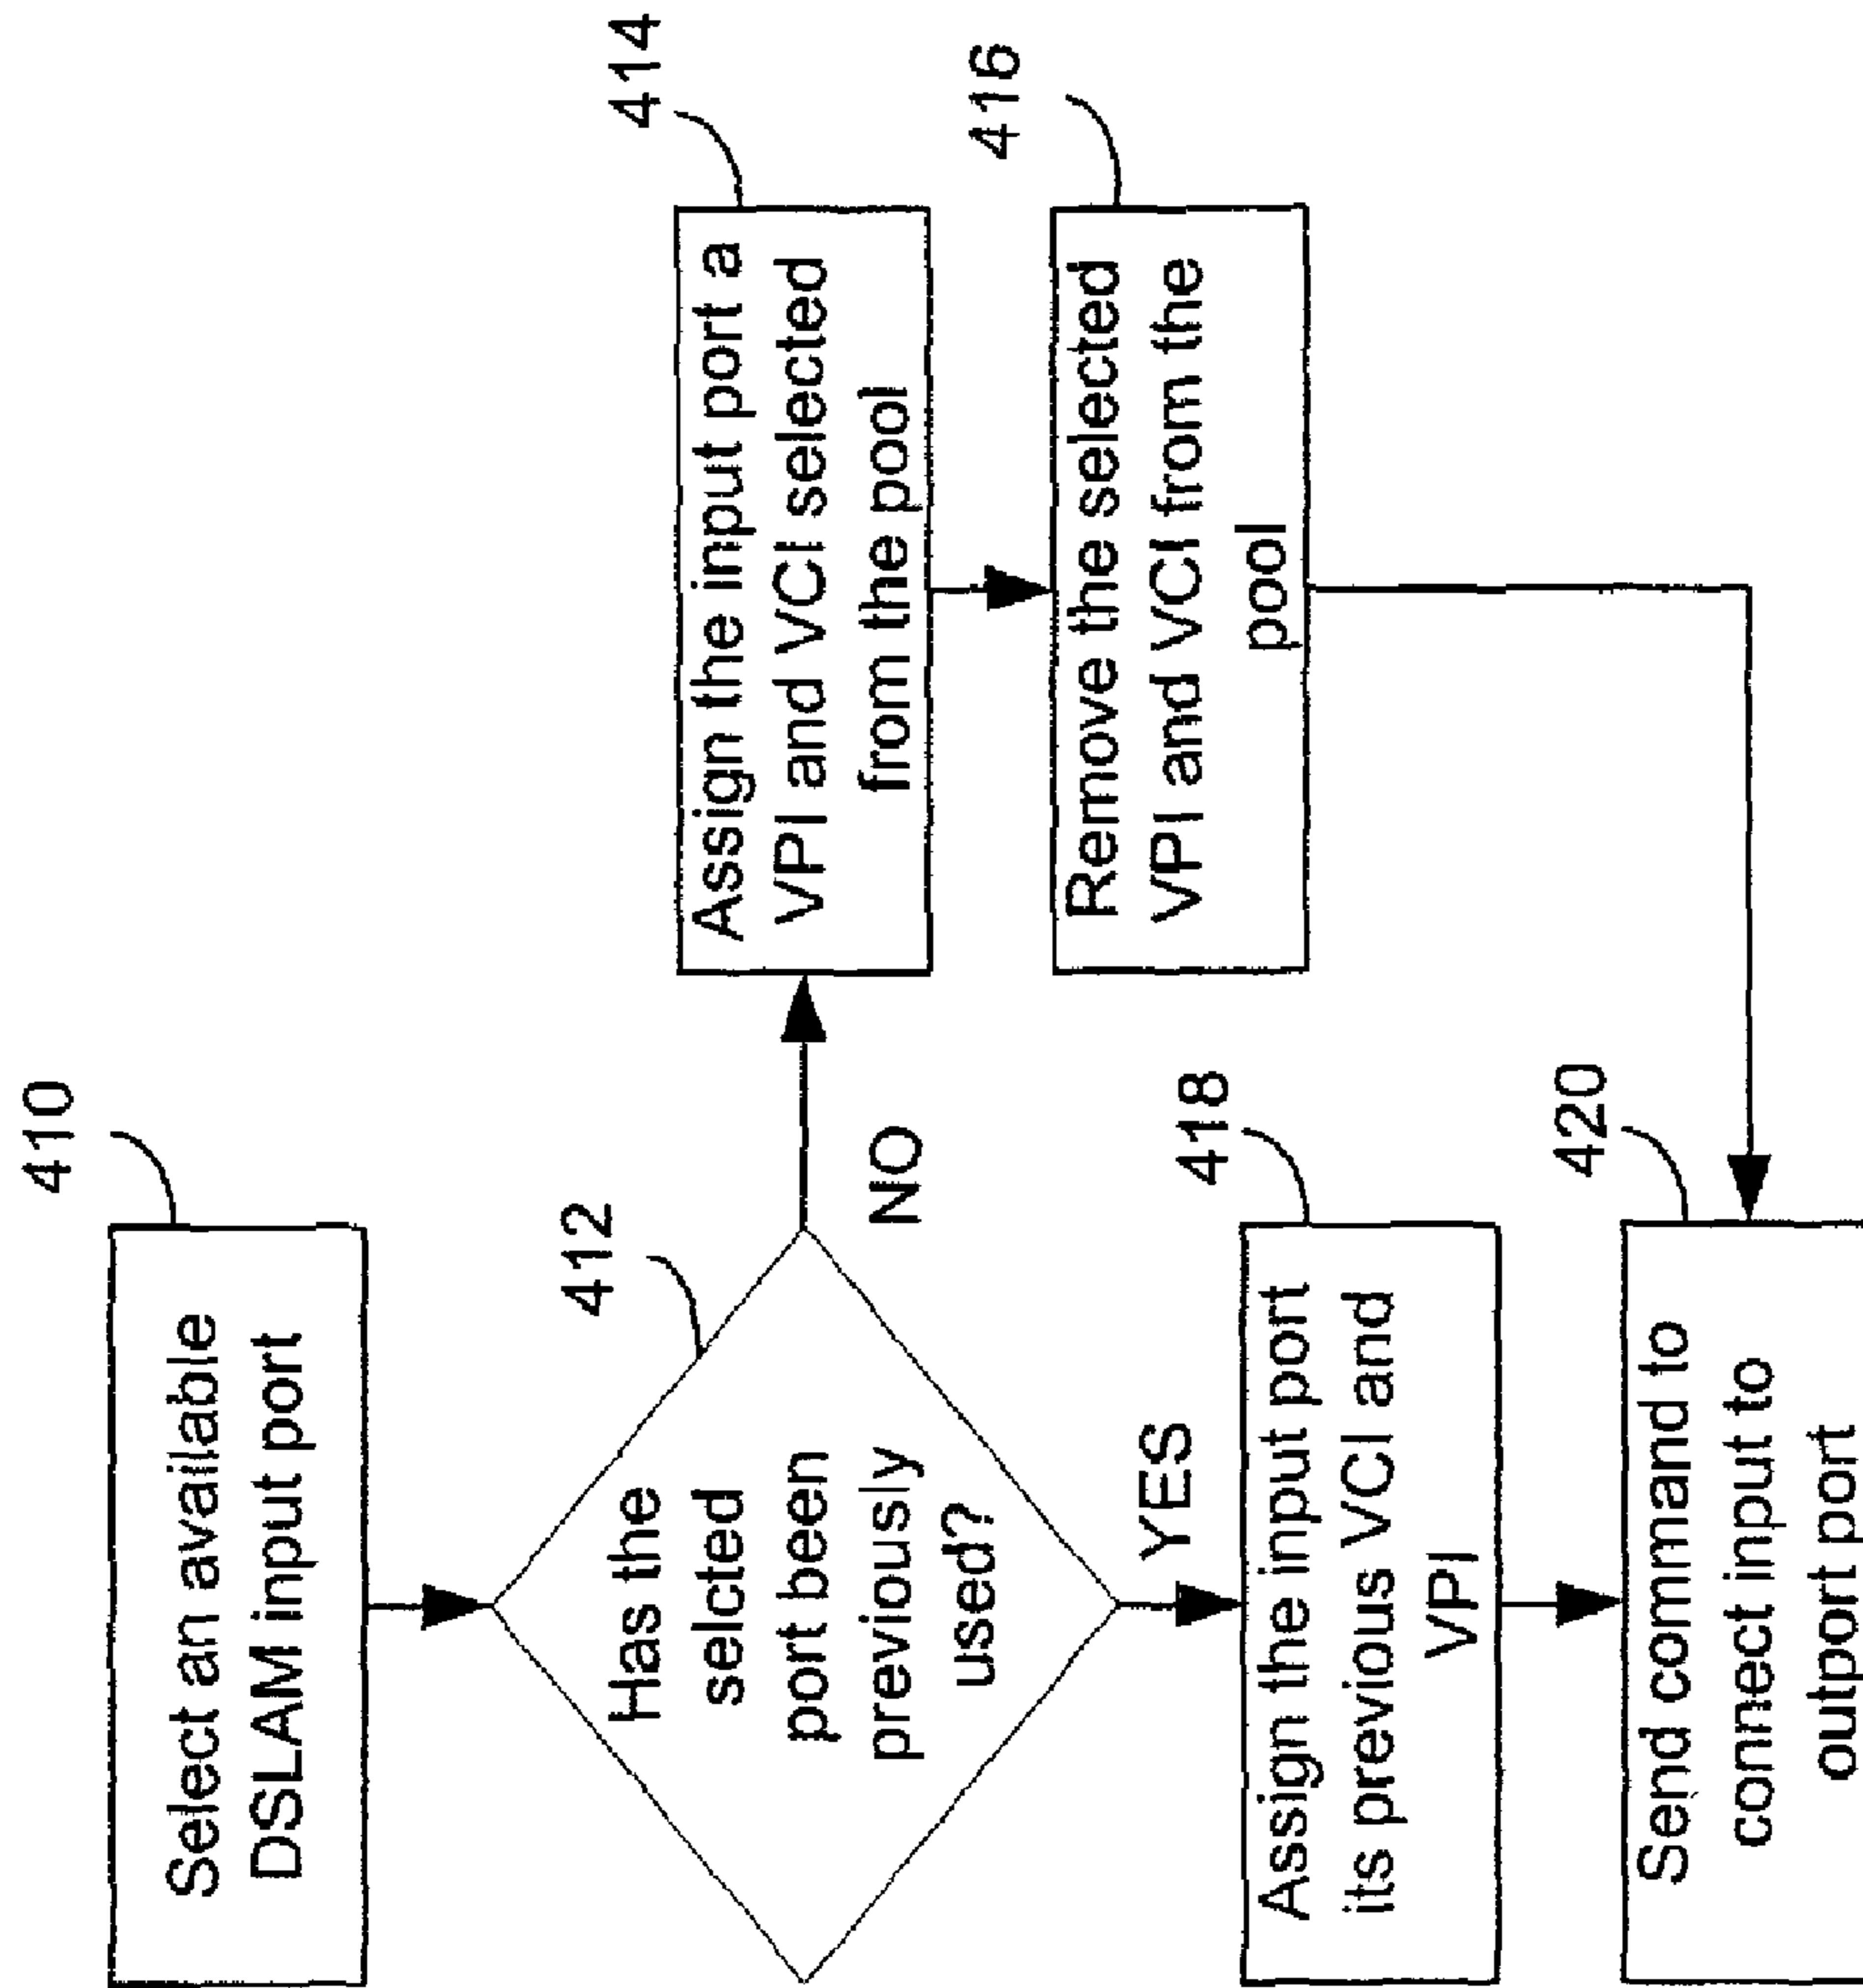 410
Select an available
DSLAM input port
412
Has the
selcted
port been
previously
used?
NO
YES
414
Assign the input port a
VPI and VCI selected
from the pool
416
Remove the selected
VPI and VCI from the
pool
418
Assign the input port
its previous VCI and
VPI
420
Send command to
connect input to
output port